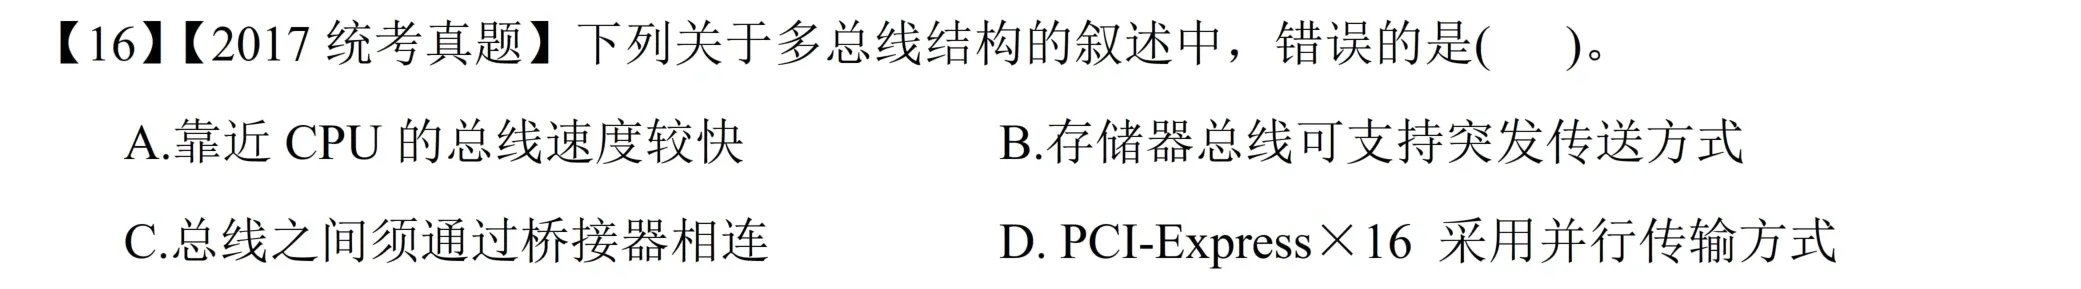 【16】【2017 统考真题】下列关于多总线结构的叙述中，错误的是(    )。
A.靠近 CPU 的总线速度较快    B.存储器总线可支持突发传送方式
C.总线之间须通过桥接器相连    D. PCI-Express×16 采用并行传输方式